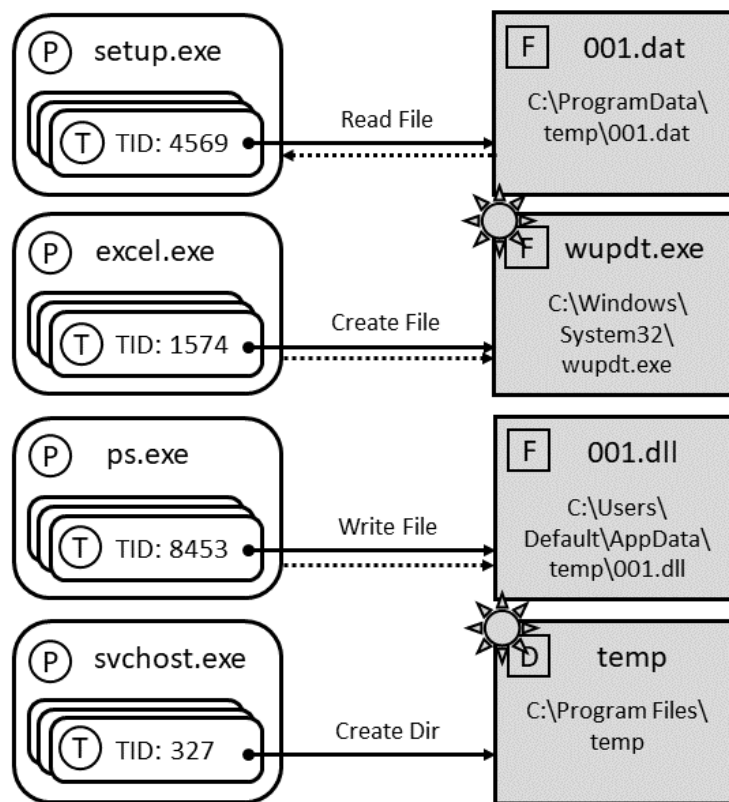 P setup.exe
T TID: 4569
Read File
F 001.dat
C:\ProgramData\
temp\001.dat
P excel.exe
T TID: 1574
Create File
F wupdt.exe
C:\Windows\
System32\
wupdt.exe
P ps.exe
T TID: 8453
Write File
F 001.dll
C:\Users\
Default\AppData\
temp\001.dll
P svchost.exe
T TID: 327
Create Dir
D temp
C:\Program Files\
temp